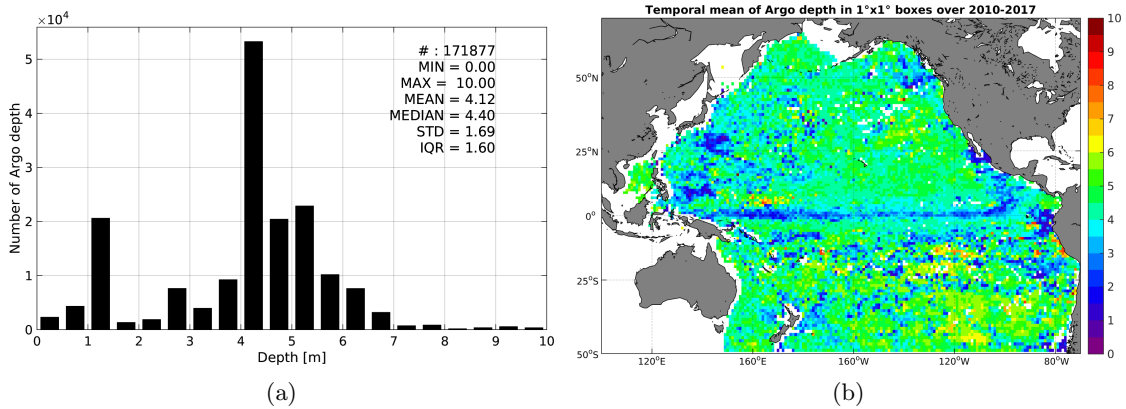 ×10⁴
5
4
3
2
1
0
Number of Argo depth
# : 171877
MIN = 0.00
MAX = 10.00
MEAN = 4.12
MEDIAN = 4.40
STD = 1.69
IQR = 1.60
0 1 2 3 4 5 6 7 8 9 10
Depth [m]
(a)
Temporal mean of Argo depth in 1°x1° boxes over 2010-2017
50°N
25°N
0°
25°S
50°S
120°E 160°E 160°W 120°W 80°W
10
9
8
7
6
5
4
3
2
1
0
(b)